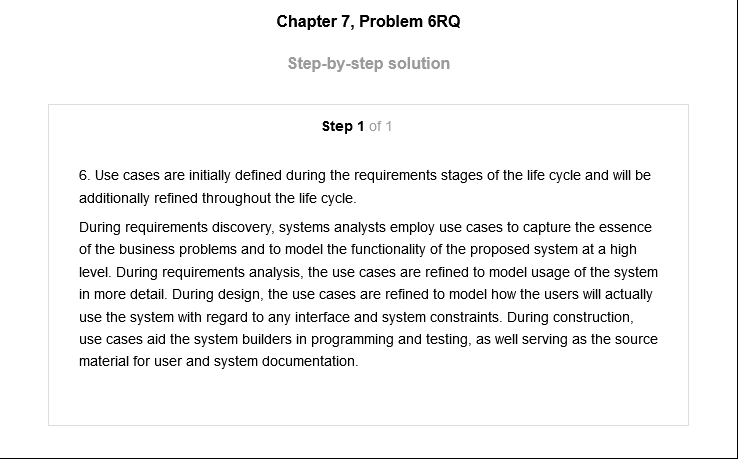 Chapter 7, Problem 6RQ
Step-by-step solution
Step 1 of 1
6. Use cases are initially defined during the requirements stages of the life cycle and will be
additionally refined throughout the life cycle.
During requirements discovery, systems analysts employ use cases to capture the essence
of the business problems and to model the functionality of the proposed system at a high
level. During requirements analysis, the use cases are refined to model usage of the system
in more detail. During design, the use cases are refined to model how the users will actually
use the system with regard to any interface and system constraints. During construction,
use cases aid the system builders in programming and testing, as well serving as the source
material for user and system documentation.